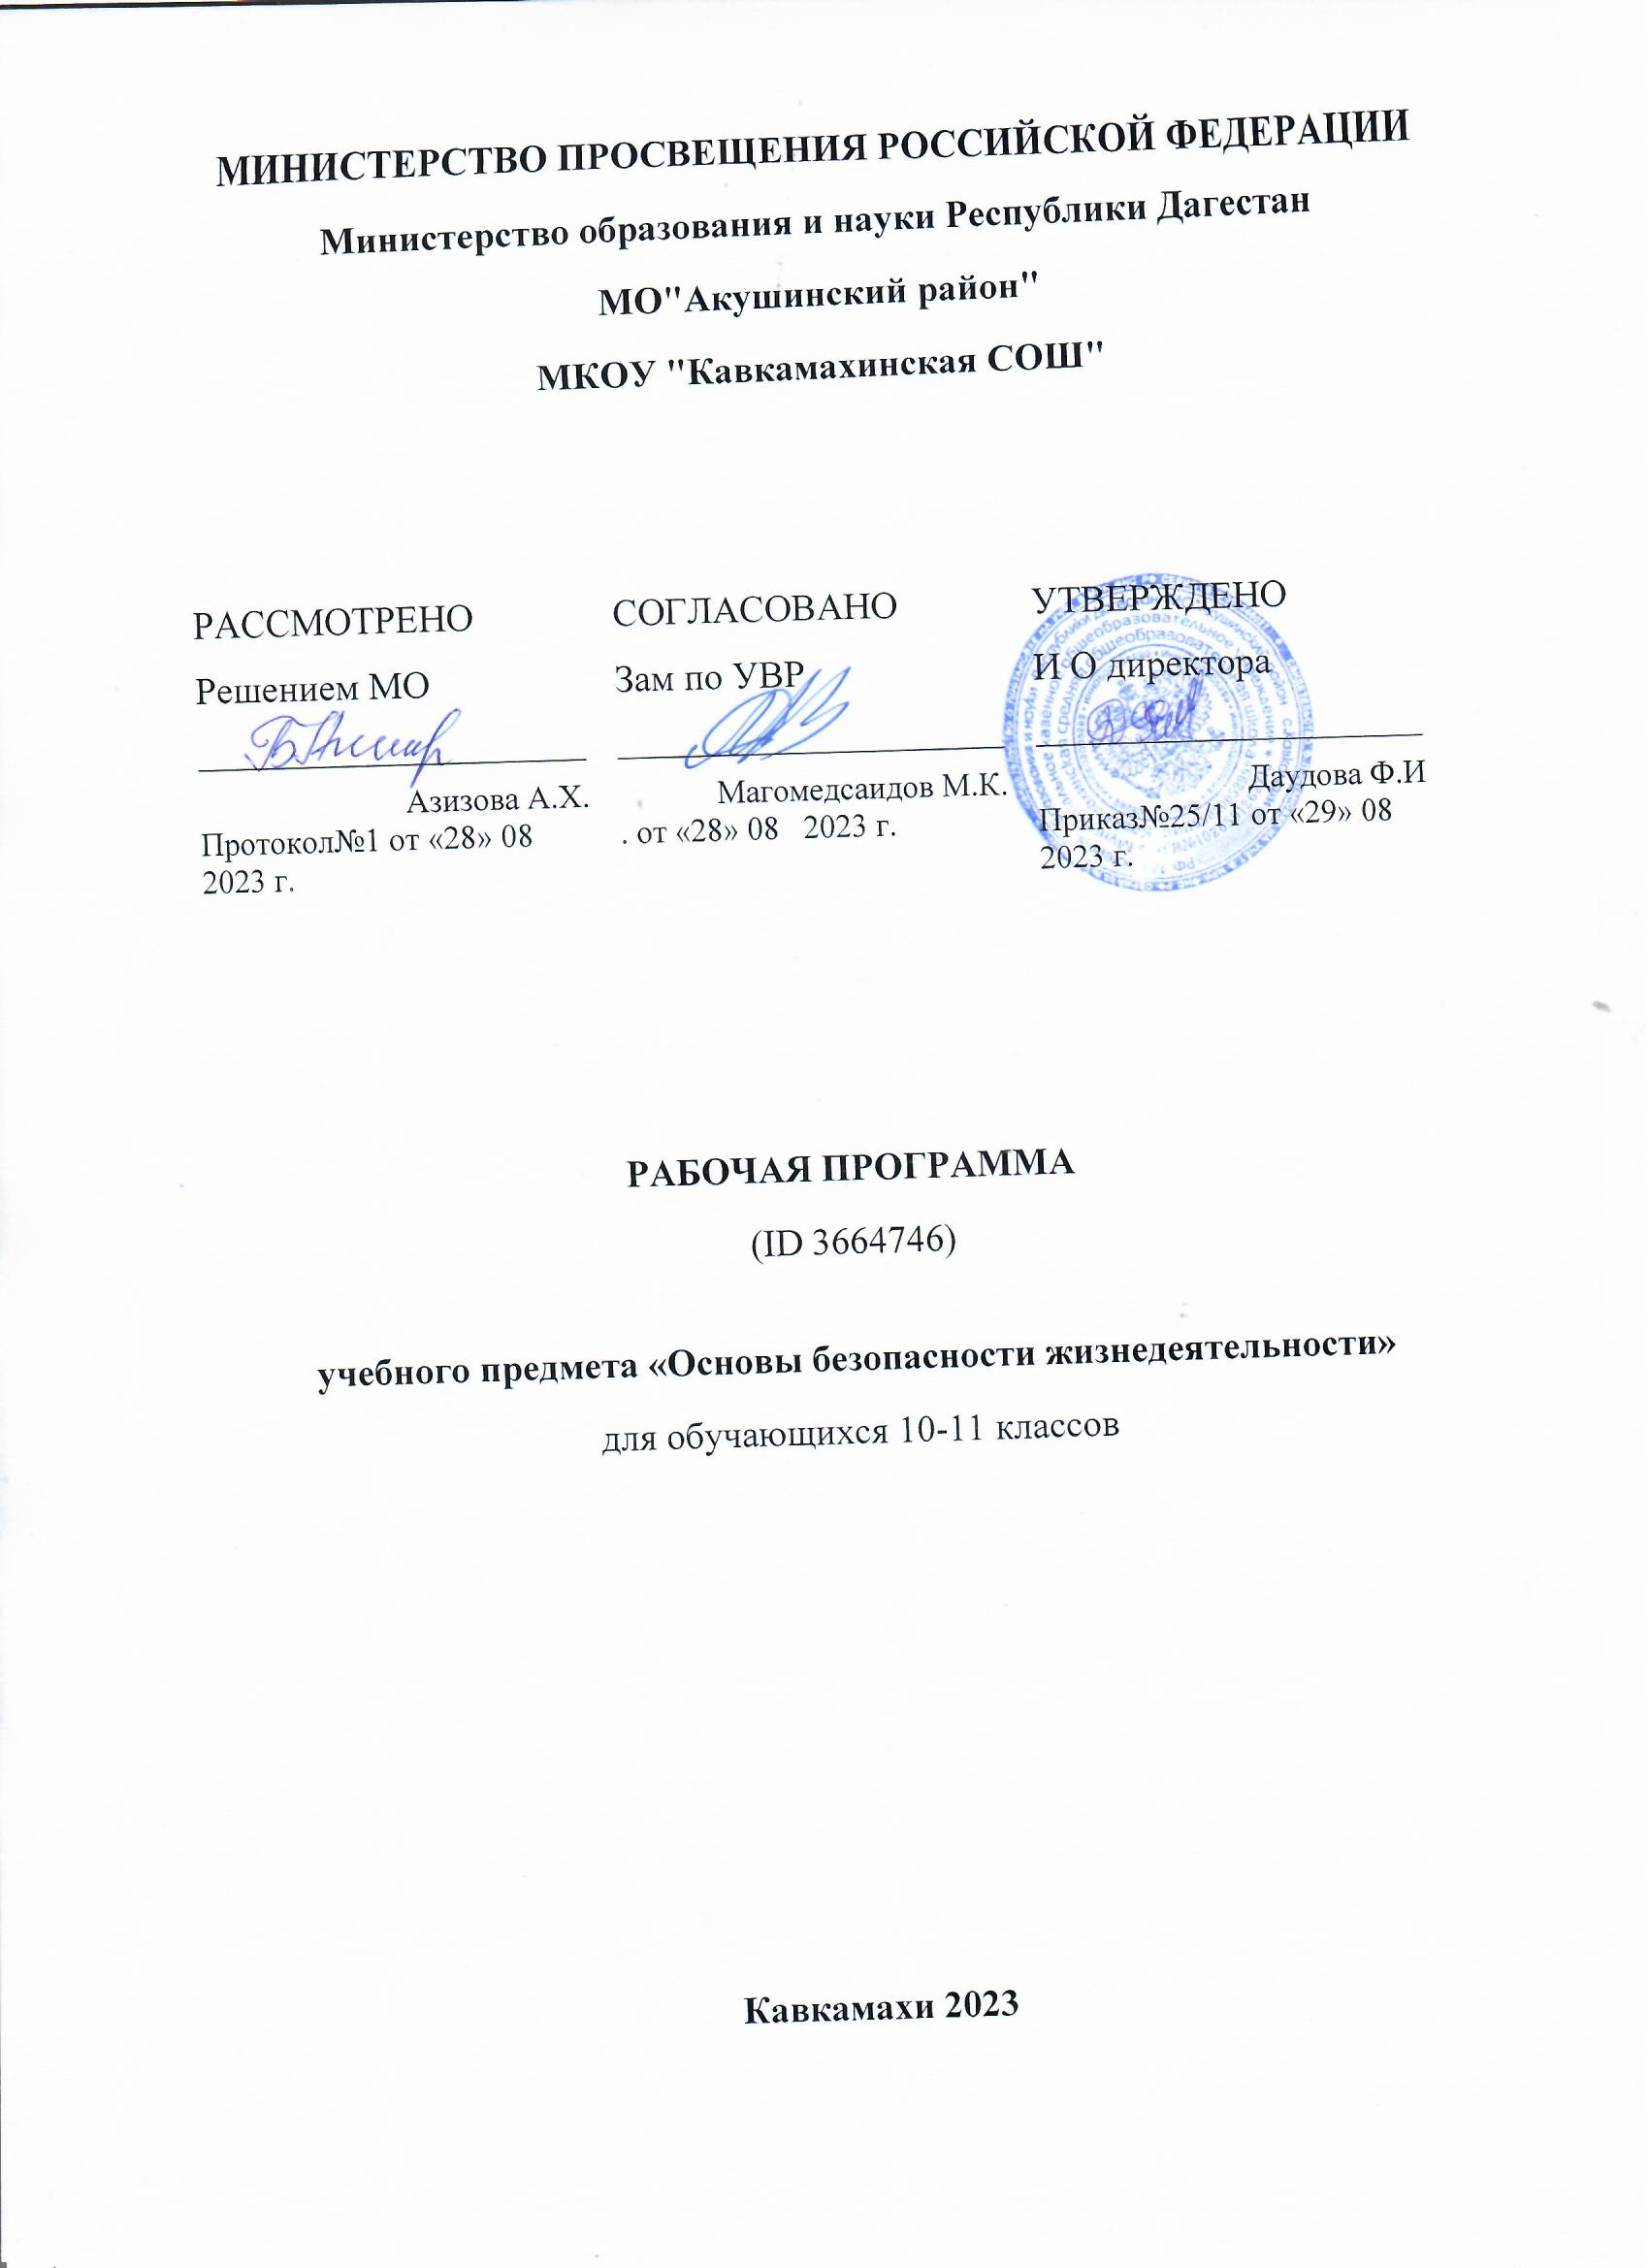 МИНИСТЕРСТВО ПРОСВЕЩЕНИЯ РОССИЙСКОЙ ФЕДЕРАЦИИ
Министерство образования и науки Республики Дагестан
МО"Акушинский район"
МКОУ "Кавкамахинская СОШ"
РАССМОТРЕНО
Решением МО
Азизова А.Х.
Протокол№1 от «28» 08
2023 г.
СОГЛАСОВАНО
Зам по УВР
Магомедсаидов М.К.
. от «28» 08 2023 г.
УТВЕРЖДЕНО
И О директора
Даудова Ф.И
Приказ№25/11 от «29» 08
2023 г.
РАБОЧАЯ ПРОГРАММА
(ID 3664746)
учебного предмета «Основы безопасности жизнедеятельности»
для обучающихся 10-11 классов
Кавкамахи 2023